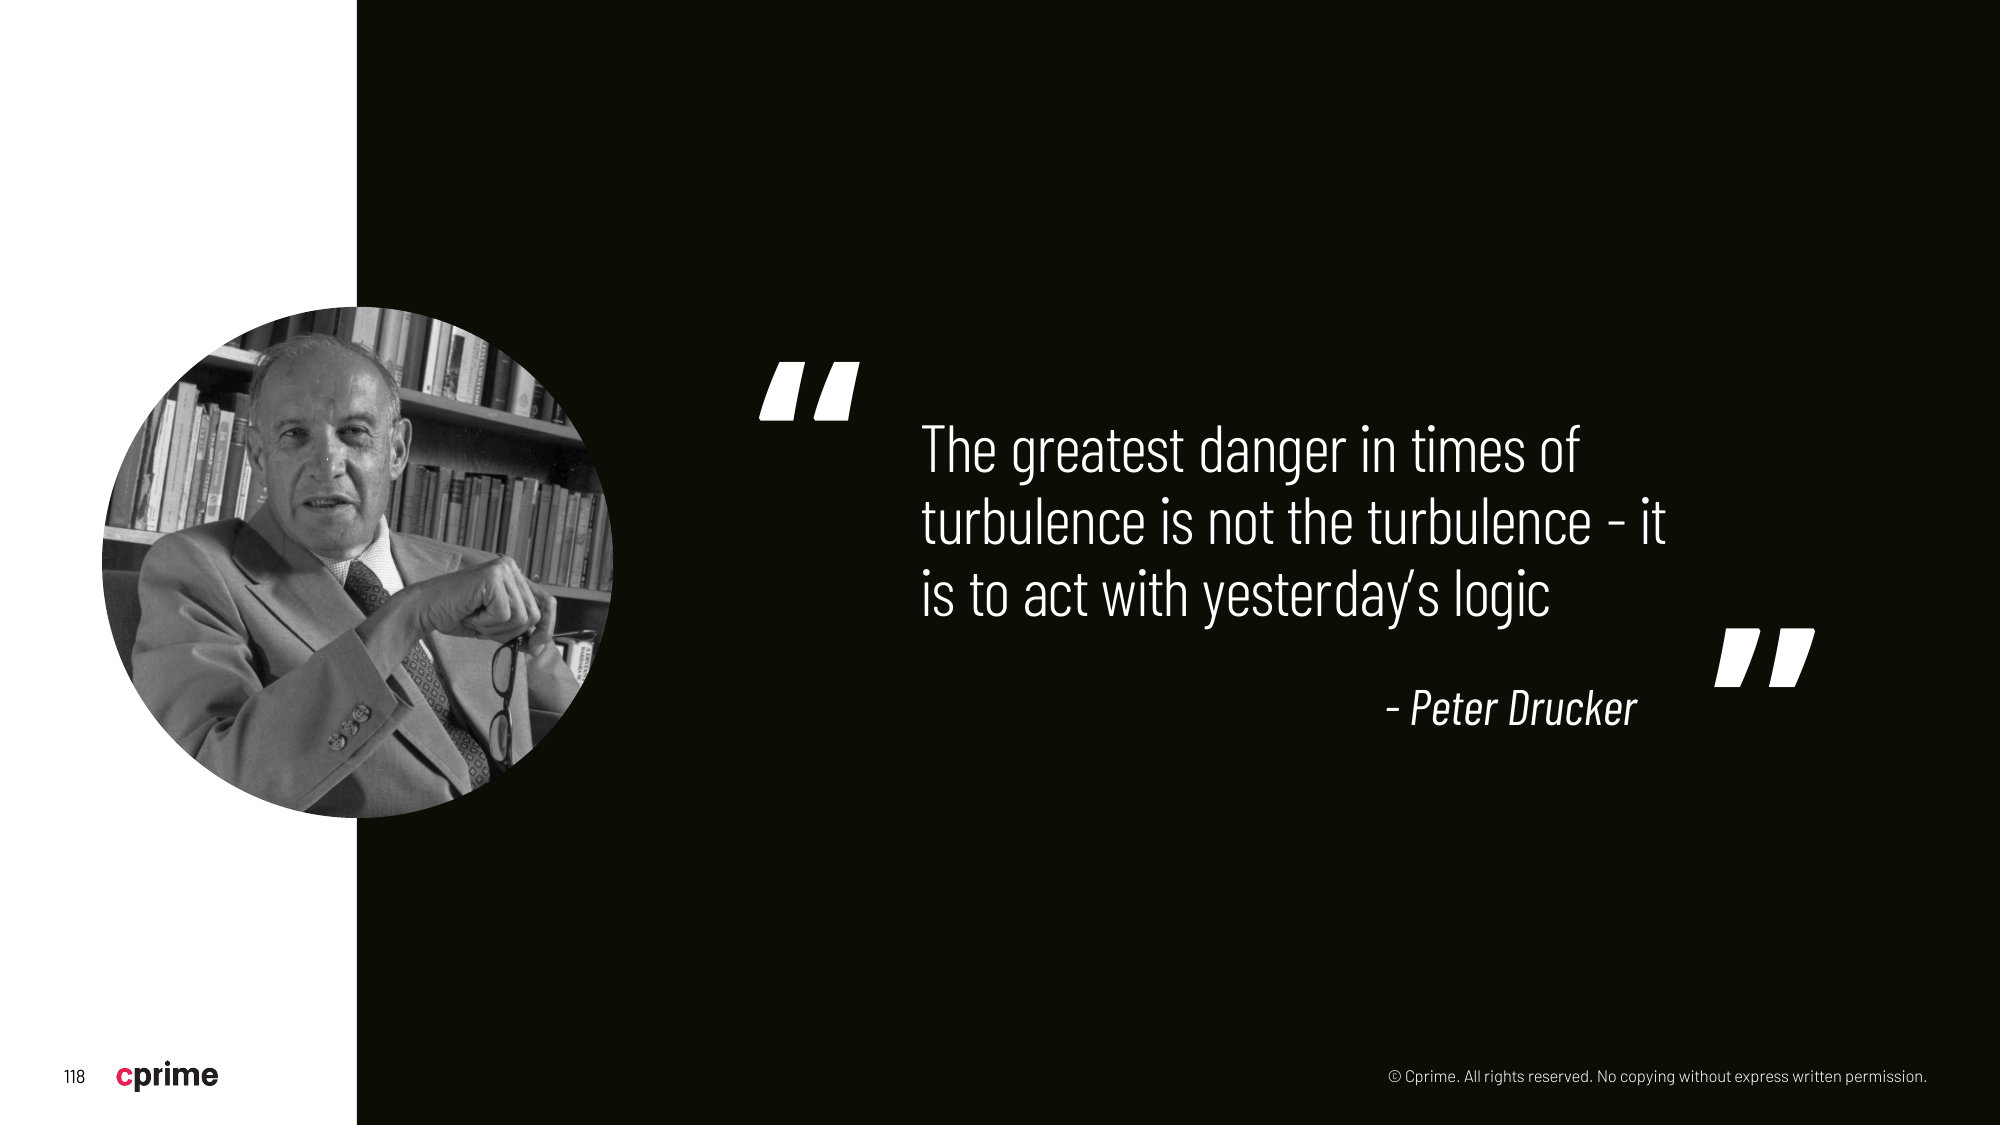 “
The greatest danger in times of
turbulence is not the turbulence - it
is to act with yesterday’s logic
”
- Peter Drucker
118 cprime
© Cprime. All rights reserved. No copying without express written permission.